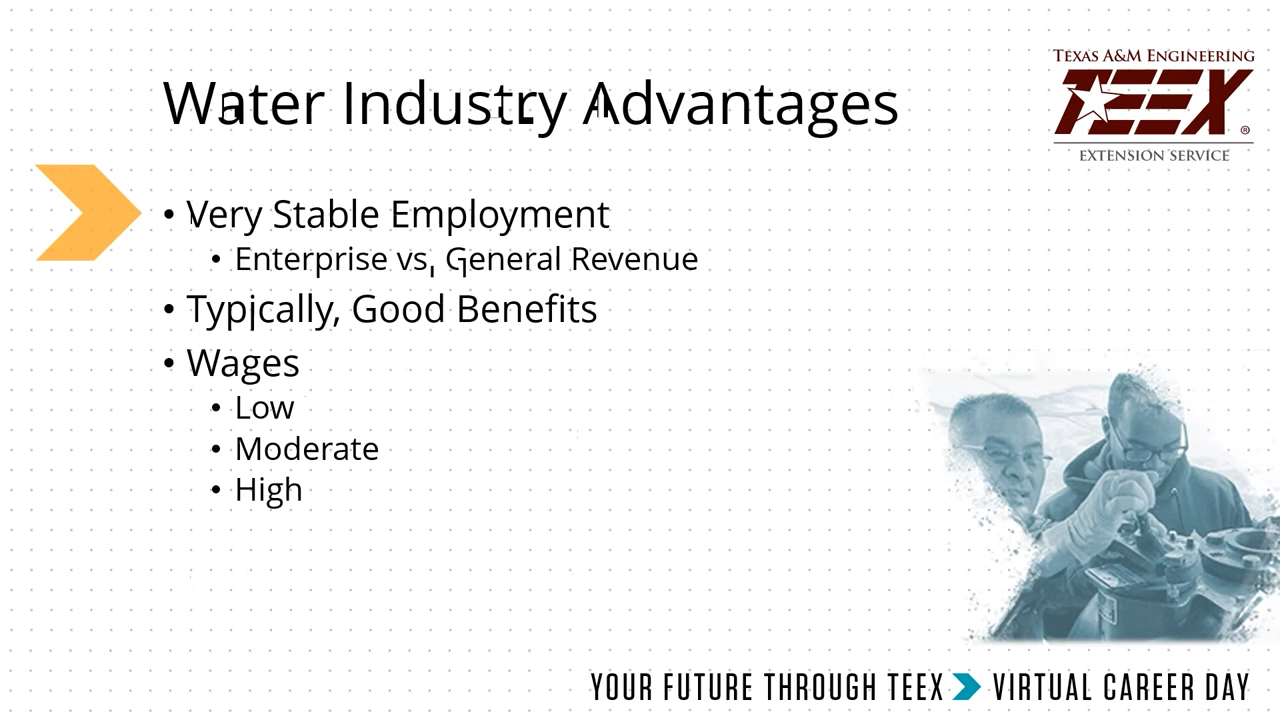 Water Industry Advantages
TEXAS A&M ENGINEERING
TEEX®
EXTENSION SERVICE
• Very Stable Employment
• Enterprise vs, General Revenue
• Typically, Good Benefits
• Wages
• Low
• Moderate
• High
YOUR FUTURE THROUGH TEEX VIRTUAL CAREER DAY